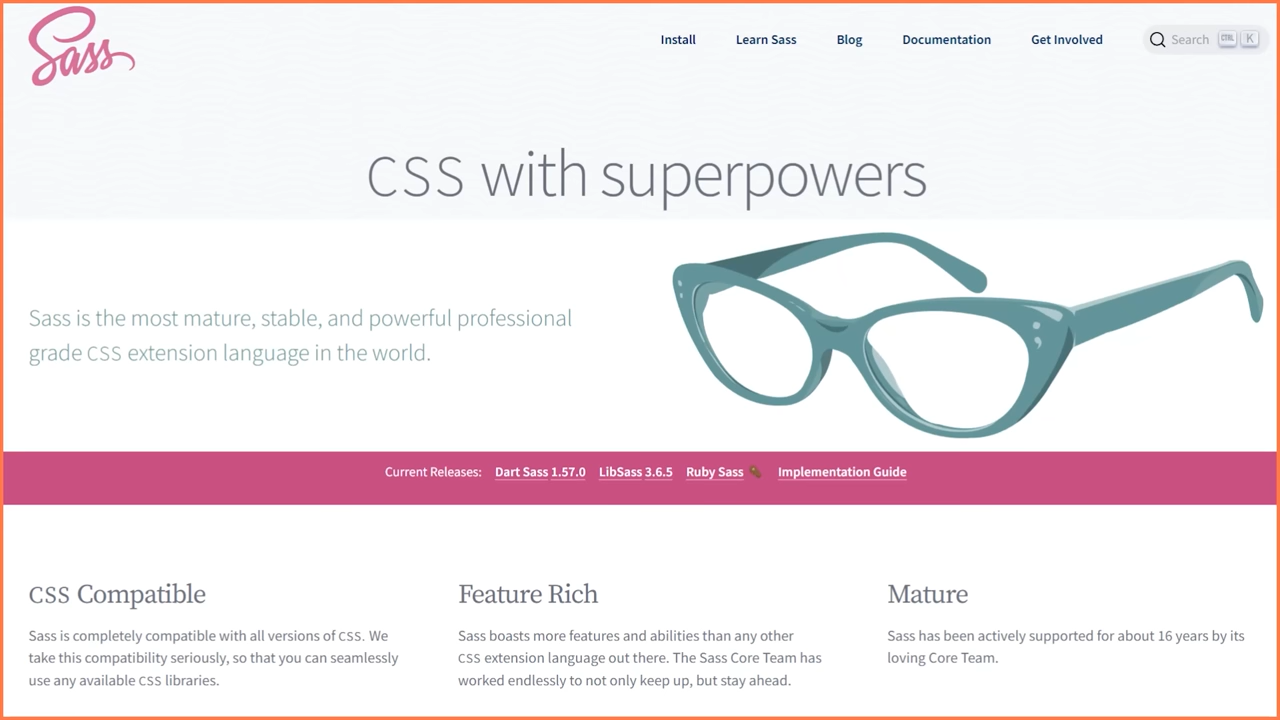 Sass
Install Learn Sass Blog Documentation Get Involved Search CTRL K
CSS with superpowers
Sass is the most mature, stable, and powerful professional
grade CSS extension language in the world.
Current Releases: Dart Sass 1.57.0 LibSass 3.6.5 Ruby Sass Implementation Guide
CSS Compatible
Sass is completely compatible with all versions of CSS. We
take this compatibility seriously, so that you can seamlessly
use any available CSS libraries.
Feature Rich
Sass boasts more features and abilities than any other
CSS extension language out there. The Sass Core Team has
worked endlessly to not only keep up, but stay ahead.
Mature
Sass has been actively supported for about 16 years by its
loving Core Team.